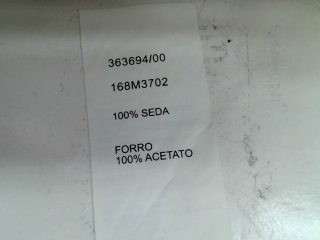 363694/00
168M3702
100% SEDA
FORRO
100% ACETATO